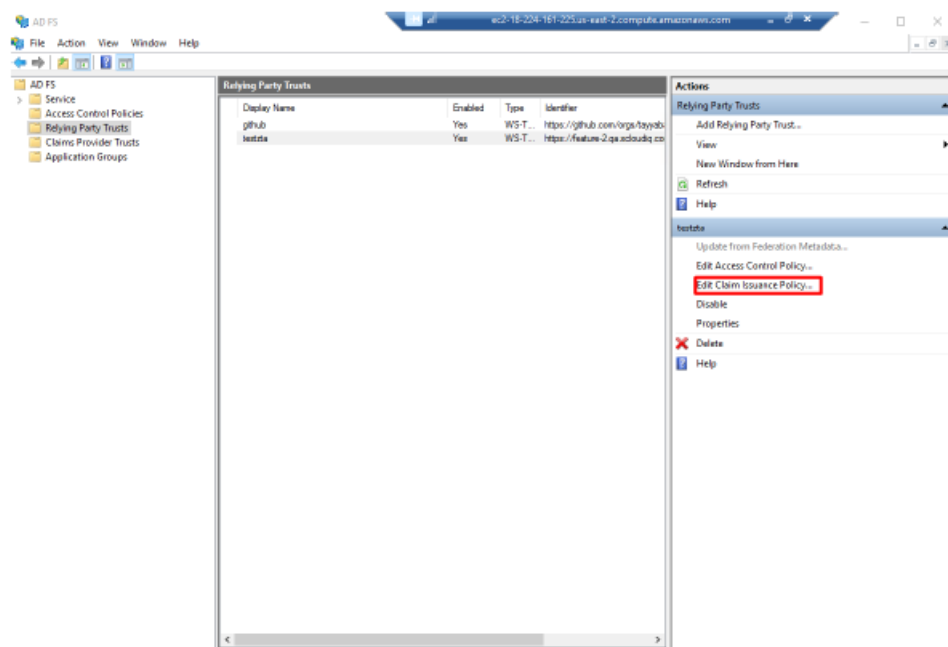 AD FS
ec2-18-224-161-225.us-east-2.compute.amazonaws.com
File Action View Window Help
AD FS
Service
Access Control Policies
Relying Party Trusts
Claims Provider Trusts
Application Groups
Relying Party Trusts
Display Name Enabled Type Identifier
github Yes WS-T... https://github.com/orgs/tayyab
testzta Yes WS-T... https://feature-2.qa.xcloudiq.co
Actions
Relying Party Trusts
Add Relying Party Trust...
View
New Window from Here
Refresh
Help
testzta
Update from Federation Metadata...
Edit Access Control Policy...
Edit Claim Issuance Policy...
Disable
Properties
Delete
Help